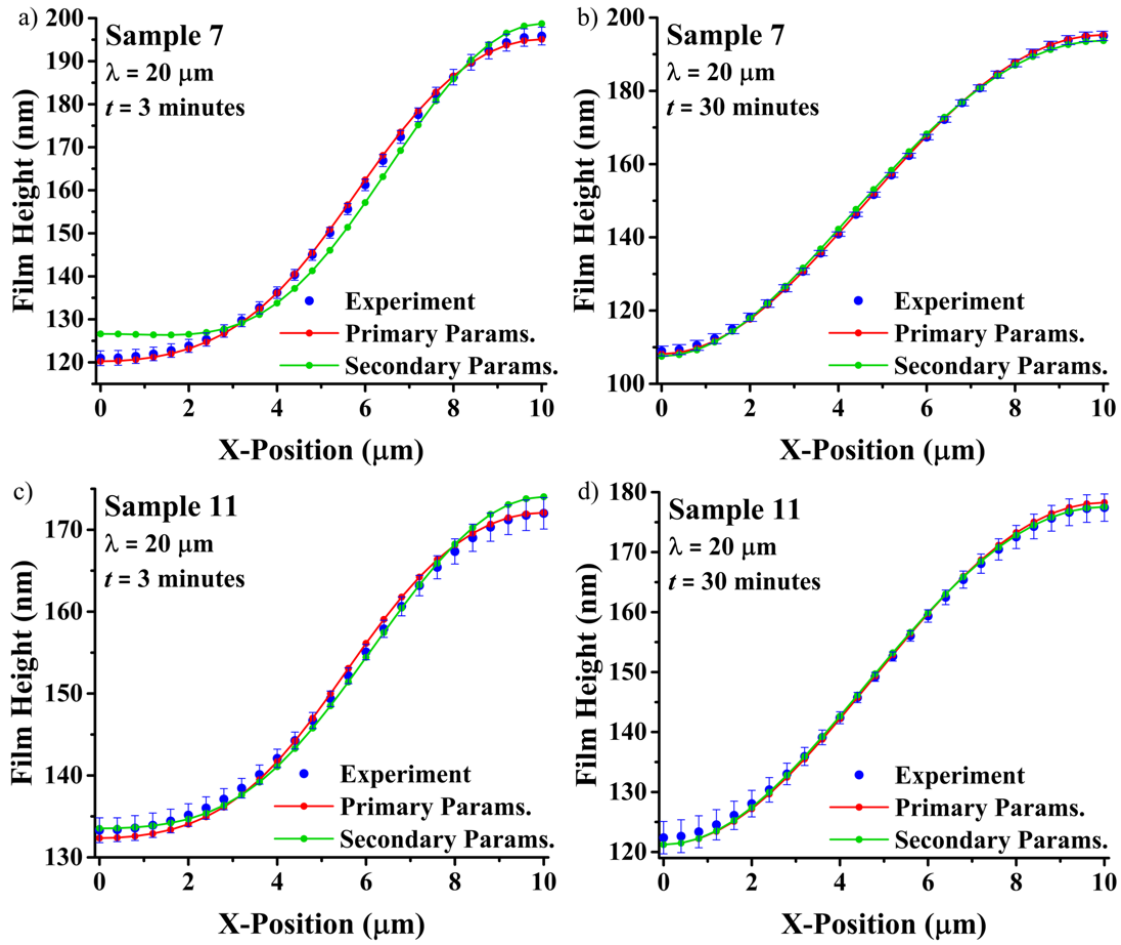 a)
Sample 7
λ = 20 μm
t = 3 minutes
Film Height (nm)
200
190
180
170
160
150
140
130
120
Experiment
Primary Params.
Secondary Params.
0 2 4 6 8 10
X-Position (μm)
b)
Sample 7
λ = 20 μm
t = 30 minutes
Film Height (nm)
200
180
160
140
120
100
Experiment
Primary Params.
Secondary Params.
0 2 4 6 8 10
X-Position (μm)
c)
Sample 11
λ = 20 μm
t = 3 minutes
Film Height (nm)
170
160
150
140
130
Experiment
Primary Params.
Secondary Params.
0 2 4 6 8 10
X-Position (μm)
d)
Sample 11
λ = 20 μm
t = 30 minutes
Film Height (nm)
180
170
160
150
140
130
120
Experiment
Primary Params.
Secondary Params.
0 2 4 6 8 10
X-Position (μm)